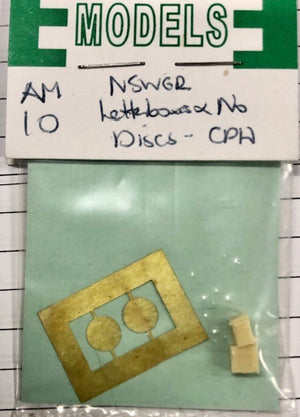 MODELS
AM NSWGR
10 Letterboxes & No
Discs - CPH